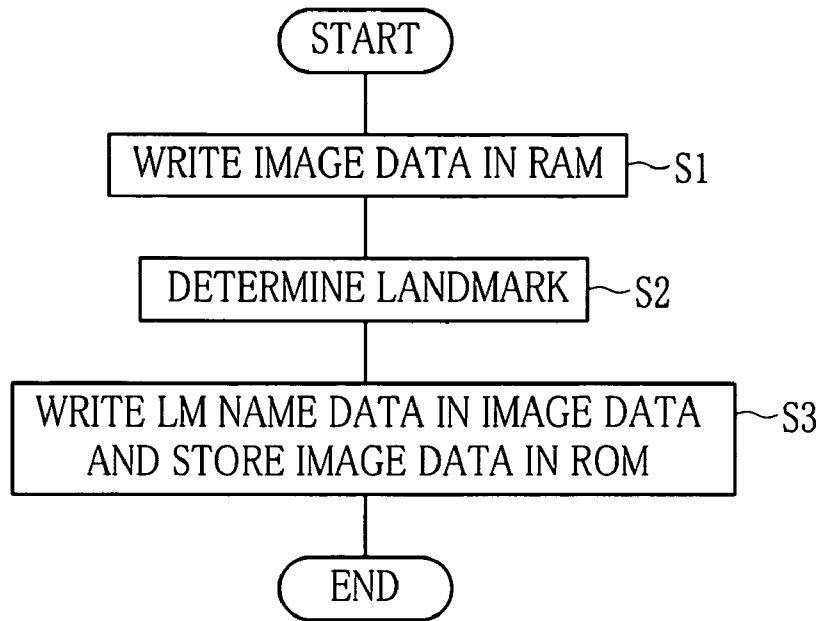 START
WRITE IMAGE DATA IN RAM
S1
DETERMINE LANDMARK
S2
WRITE LM NAME DATA IN IMAGE DATA
AND STORE IMAGE DATA IN ROM
S3
END